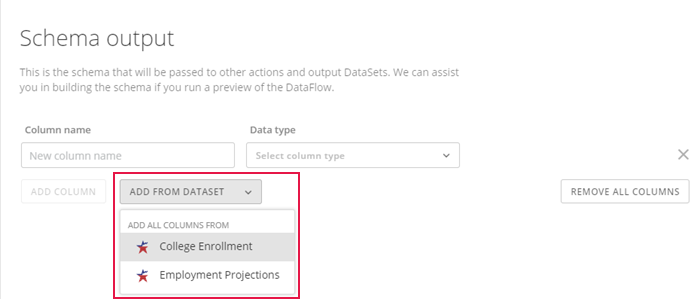 Schema output
This is the schema that will be passed to other actions and output DataSets. We can assist
you in building the schema if you run a preview of the DataFlow.
Column name Data type
New column name Select column type
ADD COLUMN ADD FROM DATASET REMOVE ALL COLUMNS
ADD ALL COLUMNS FROM
College Enrollment
Employment Projections